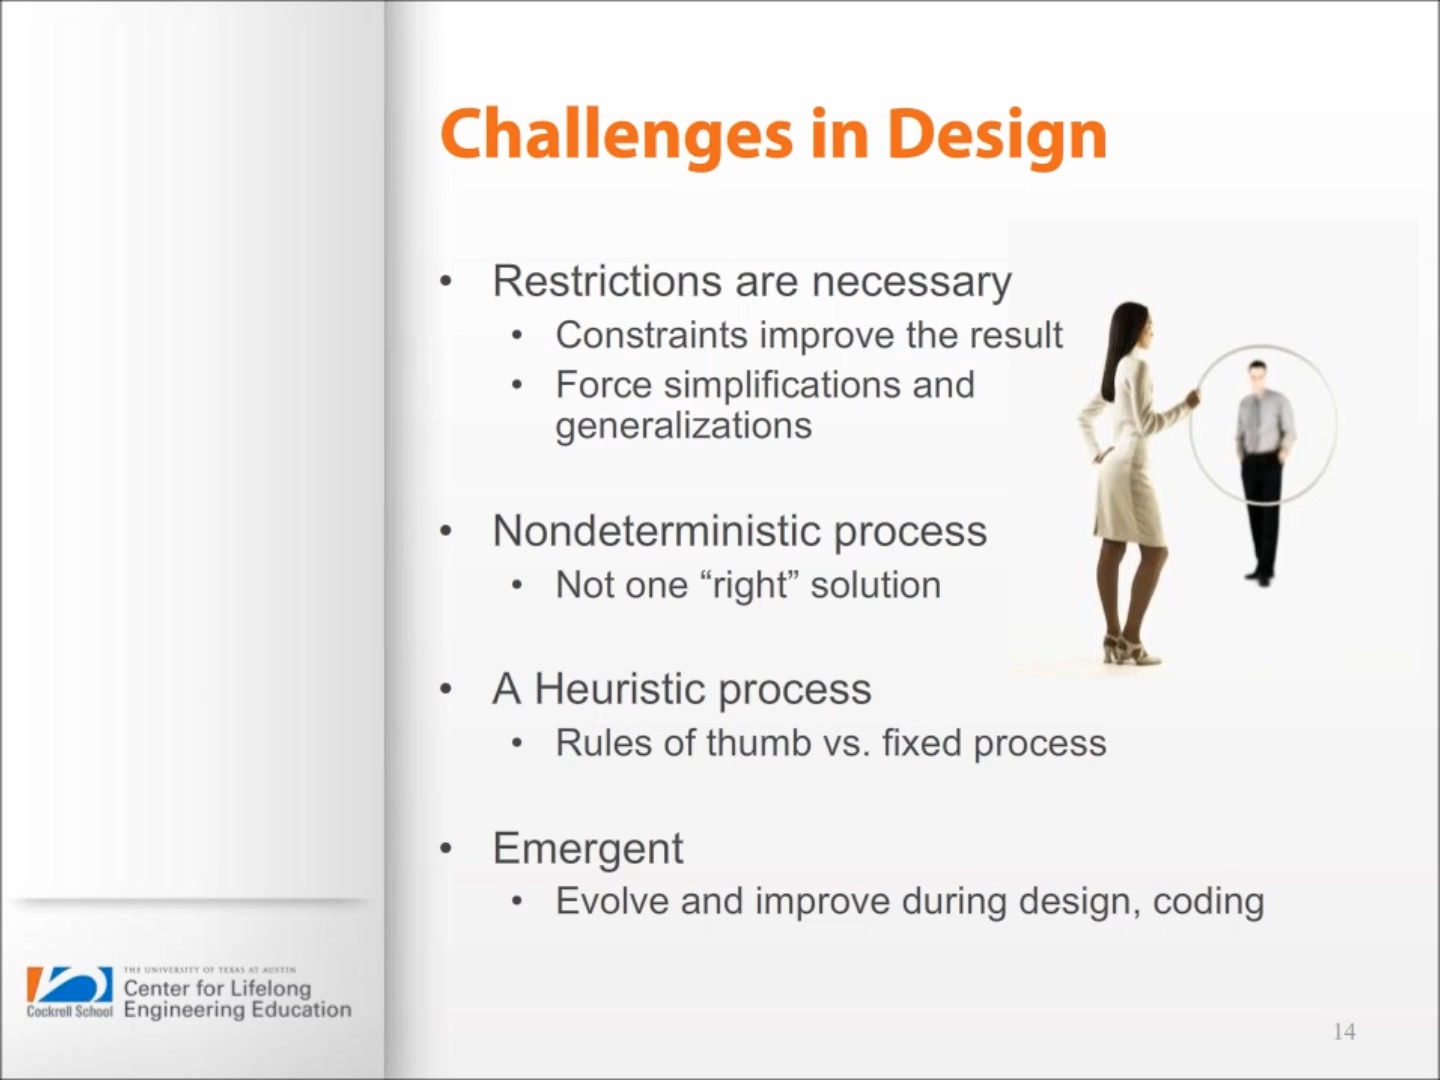 Challenges in Design
• Restrictions are necessary
• Constraints improve the result
• Force simplifications and
generalizations
• Nondeterministic process
• Not one “right” solution
• A Heuristic process
• Rules of thumb vs. fixed process
• Emergent
• Evolve and improve during design, coding
THE UNIVERSITY OF TEXAS AT AUSTIN
Center for Lifelong
Cockrell School Engineering Education
14